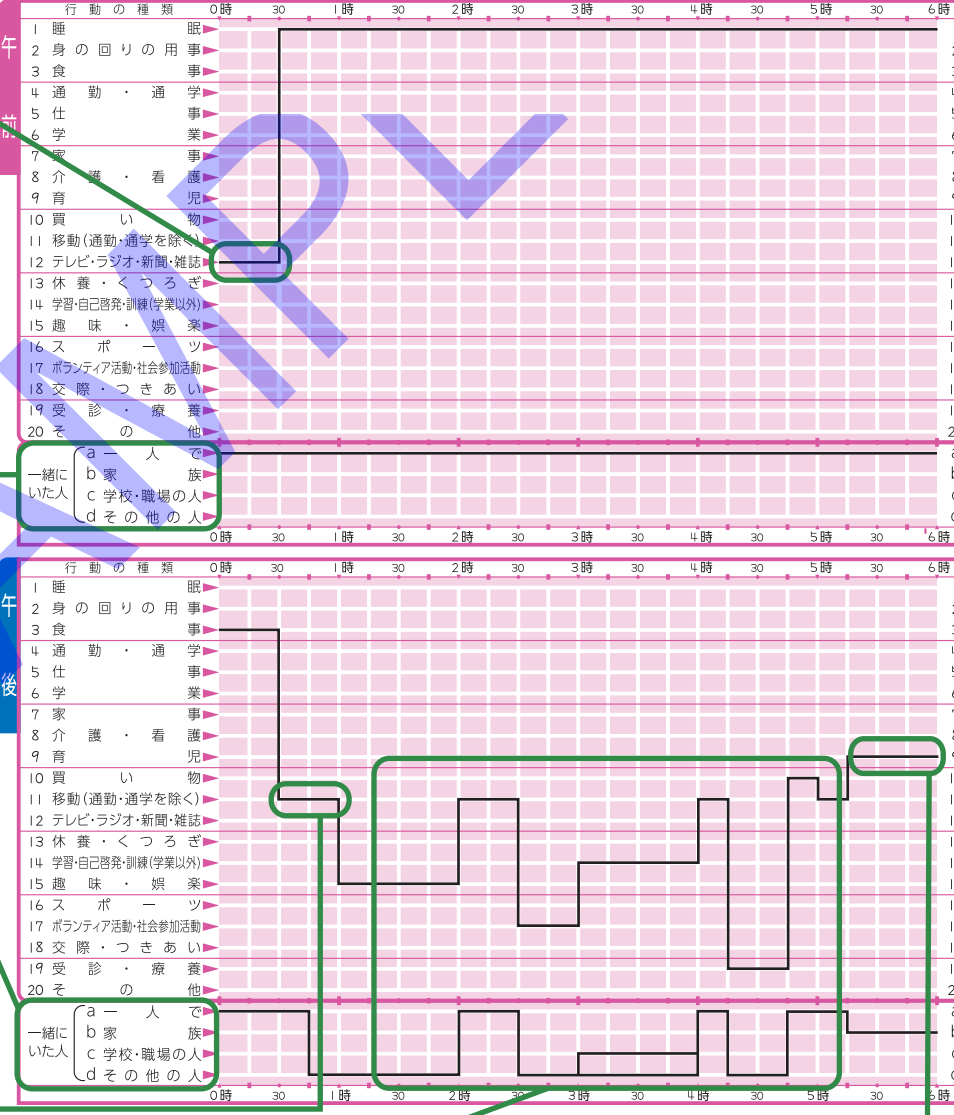 行動の種類 0時 30 1時 30 2時 30 3時 30 4時 30 5時 30 6時
午前
1 睡眠
2 身の回りの用事
3 食事
4 通勤・通学
5 仕事
6 学業
7 家事
8 介護・看護
9 育児
10 買い物
11 移動(通勤・通学を除く)
12 テレビ・ラジオ・新聞・雑誌
13 休養・くつろぎ
14 学習・自己啓発・訓練(学業以外)
15 趣味・娯楽
16 スポーツ
17 ボランティア活動・社会参加活動
18 交際・つきあい
19 受診・療養
20 その他
一緒にいた人
a 一人で
b 家族
c 学校・職場の人
d その他の人
0時 30 1時 30 2時 30 3時 30 4時 30 5時 30 6時
行動の種類 0時 30 1時 30 2時 30 3時 30 4時 30 5時 30 6時
午後
1 睡眠
2 身の回りの用事
3 食事
4 通勤・通学
5 仕事
6 学業
7 家事
8 介護・看護
9 育児
10 買い物
11 移動(通勤・通学を除く)
12 テレビ・ラジオ・新聞・雑誌
13 休養・くつろぎ
14 学習・自己啓発・訓練(学業以外)
15 趣味・娯楽
16 スポーツ
17 ボランティア活動・社会参加活動
18 交際・つきあい
19 受診・療養
20 その他
一緒にいた人
a 一人で
b 家族
c 学校・職場の人
d その他の人
0時 30 1時 30 2時 30 3時 30 4時 30 5時 30 6時